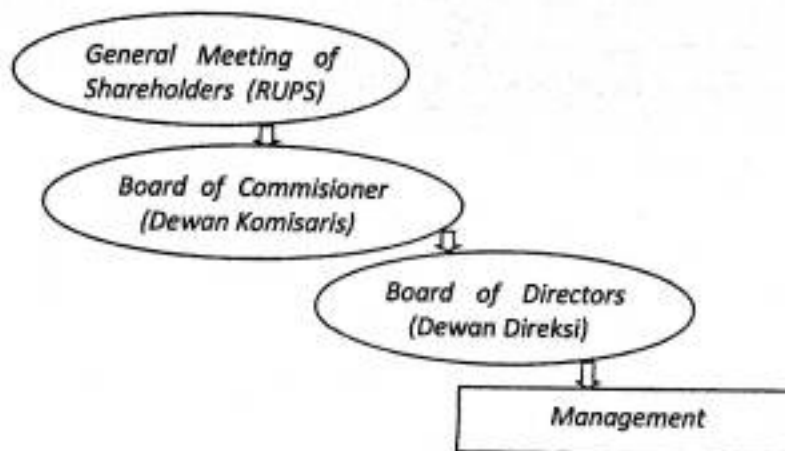 General Meeting of
Shareholders (RUPS)
Board of Commisioner
(Dewan Komisaris)
Board of Directors
(Dewan Direksi)
Management